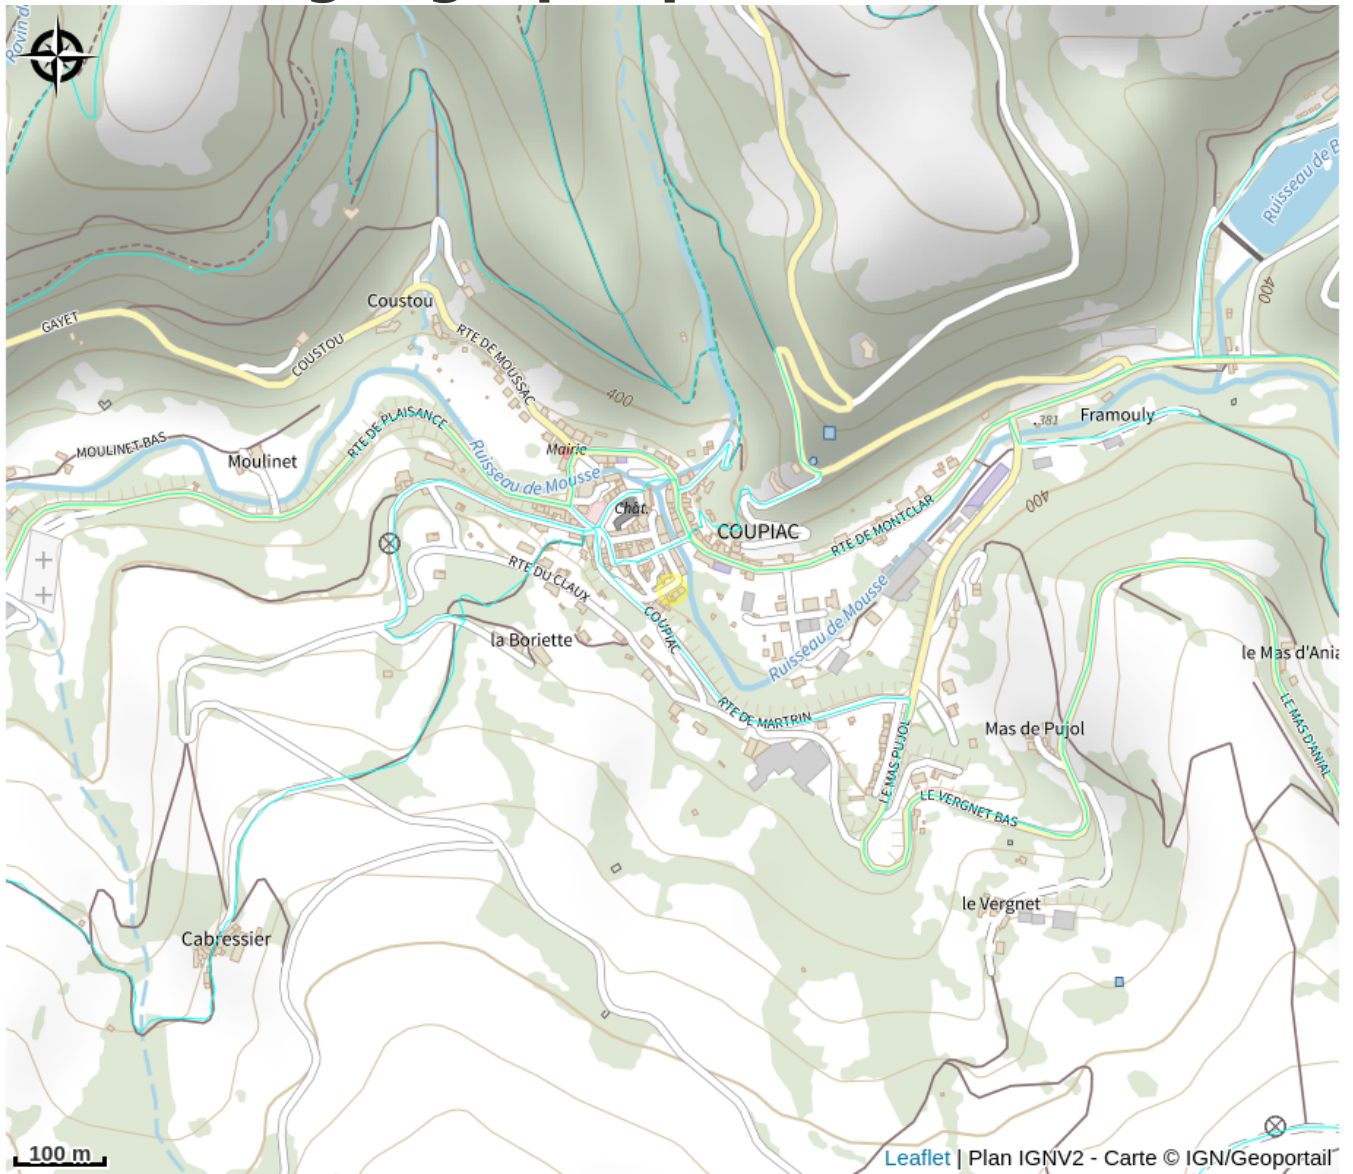 Ravin d
Ruisseau de B
400
Coustou
GAYET
COUSTOU
RTE DE MOUSSAC
400
RTE DE PLAISANCE
.381
Framouly
MOULINET-BAS
Moulinet
Mairie
Ruisseau de Mousse
Chât.
COUPIAC
RTE DE MONTCLAR
400
RTE DU CLAUX
la Boriette
COUPIAC
Ruisseau de Mousse
le Mas d'Ania
RTE DE MARTRIN
LE MAS PUJOL
Mas de Pujol
LE MAS D'ANIAL
LE VERGNET BAS
le Vergnet
Cabressier
100 m
Leaflet | Plan IGNV2 - Carte © IGN/Geoportail